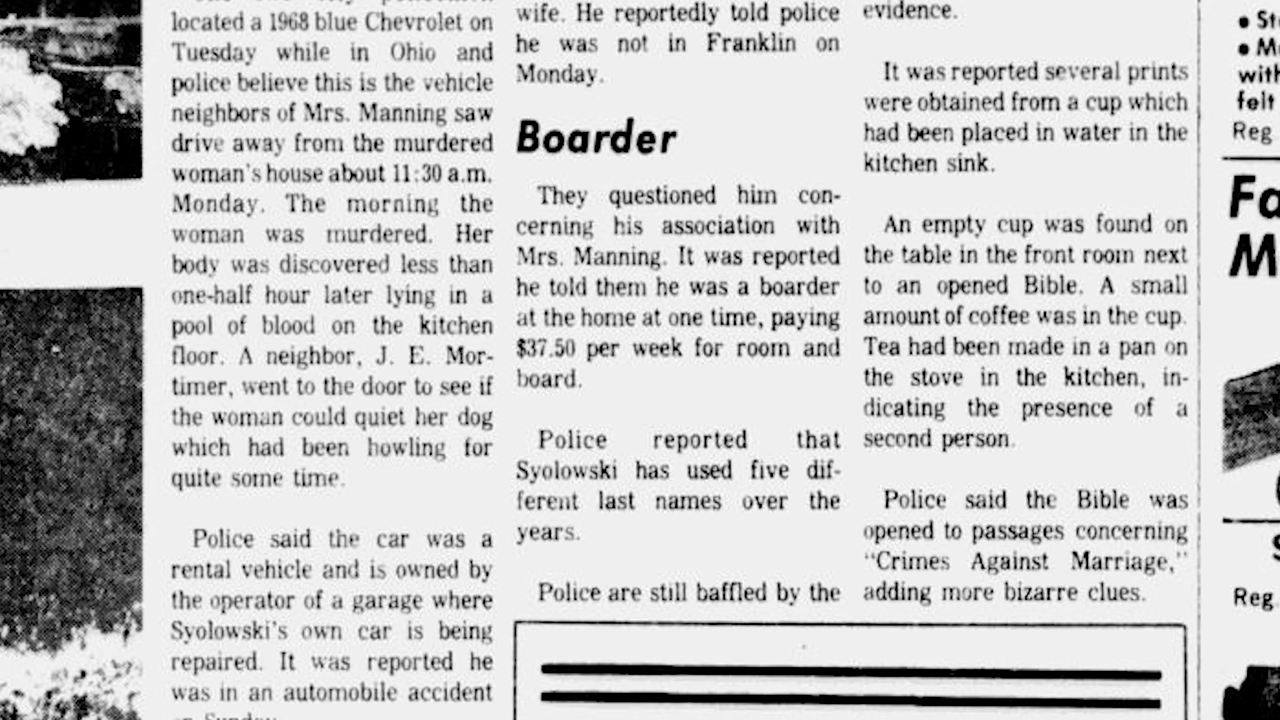 located a 1968 blue Chevrolet on
Tuesday while in Ohio and
police believe this is the vehicle
neighbors of Mrs. Manning saw
drive away from the murdered
woman's house about 11:30 a.m.
Monday. The morning the
woman was murdered. Her
body was discovered less than
one-half hour later lying in a
pool of blood on the kitchen
floor. A neighbor, J. E. Mor-
timer, went to the door to see if
the woman could quiet her dog
which had been howling for
quite some time.
Police said the car was a
rental vehicle and is owned by
the operator of a garage where
Syolowski's own car is being
repaired. It was reported he
was in an automobile accident
wife. He reportedly told police
he was not in Franklin on
Monday.
Boarder
They questioned him con-
cerning his association with
Mrs. Manning. It was reported
he told them he was a boarder
at the home at one time, paying
$37.50 per week for room and
board.
Police reported that
Syolowski has used five dif-
ferent last names over the
years.
Police are still baffled by the
evidence.
It was reported several prints
were obtained from a cup which
had been placed in water in the
kitchen sink.
An empty cup was found on
the table in the front room next
to an opened Bible. A small
amount of coffee was in the cup.
Tea had been made in a pan on
the stove in the kitchen, in-
dicating the presence of a
second person.
Police said the Bible was
opened to passages concerning
"Crimes Against Marriage,"
adding more bizarre clues.
felt
Reg
Reg